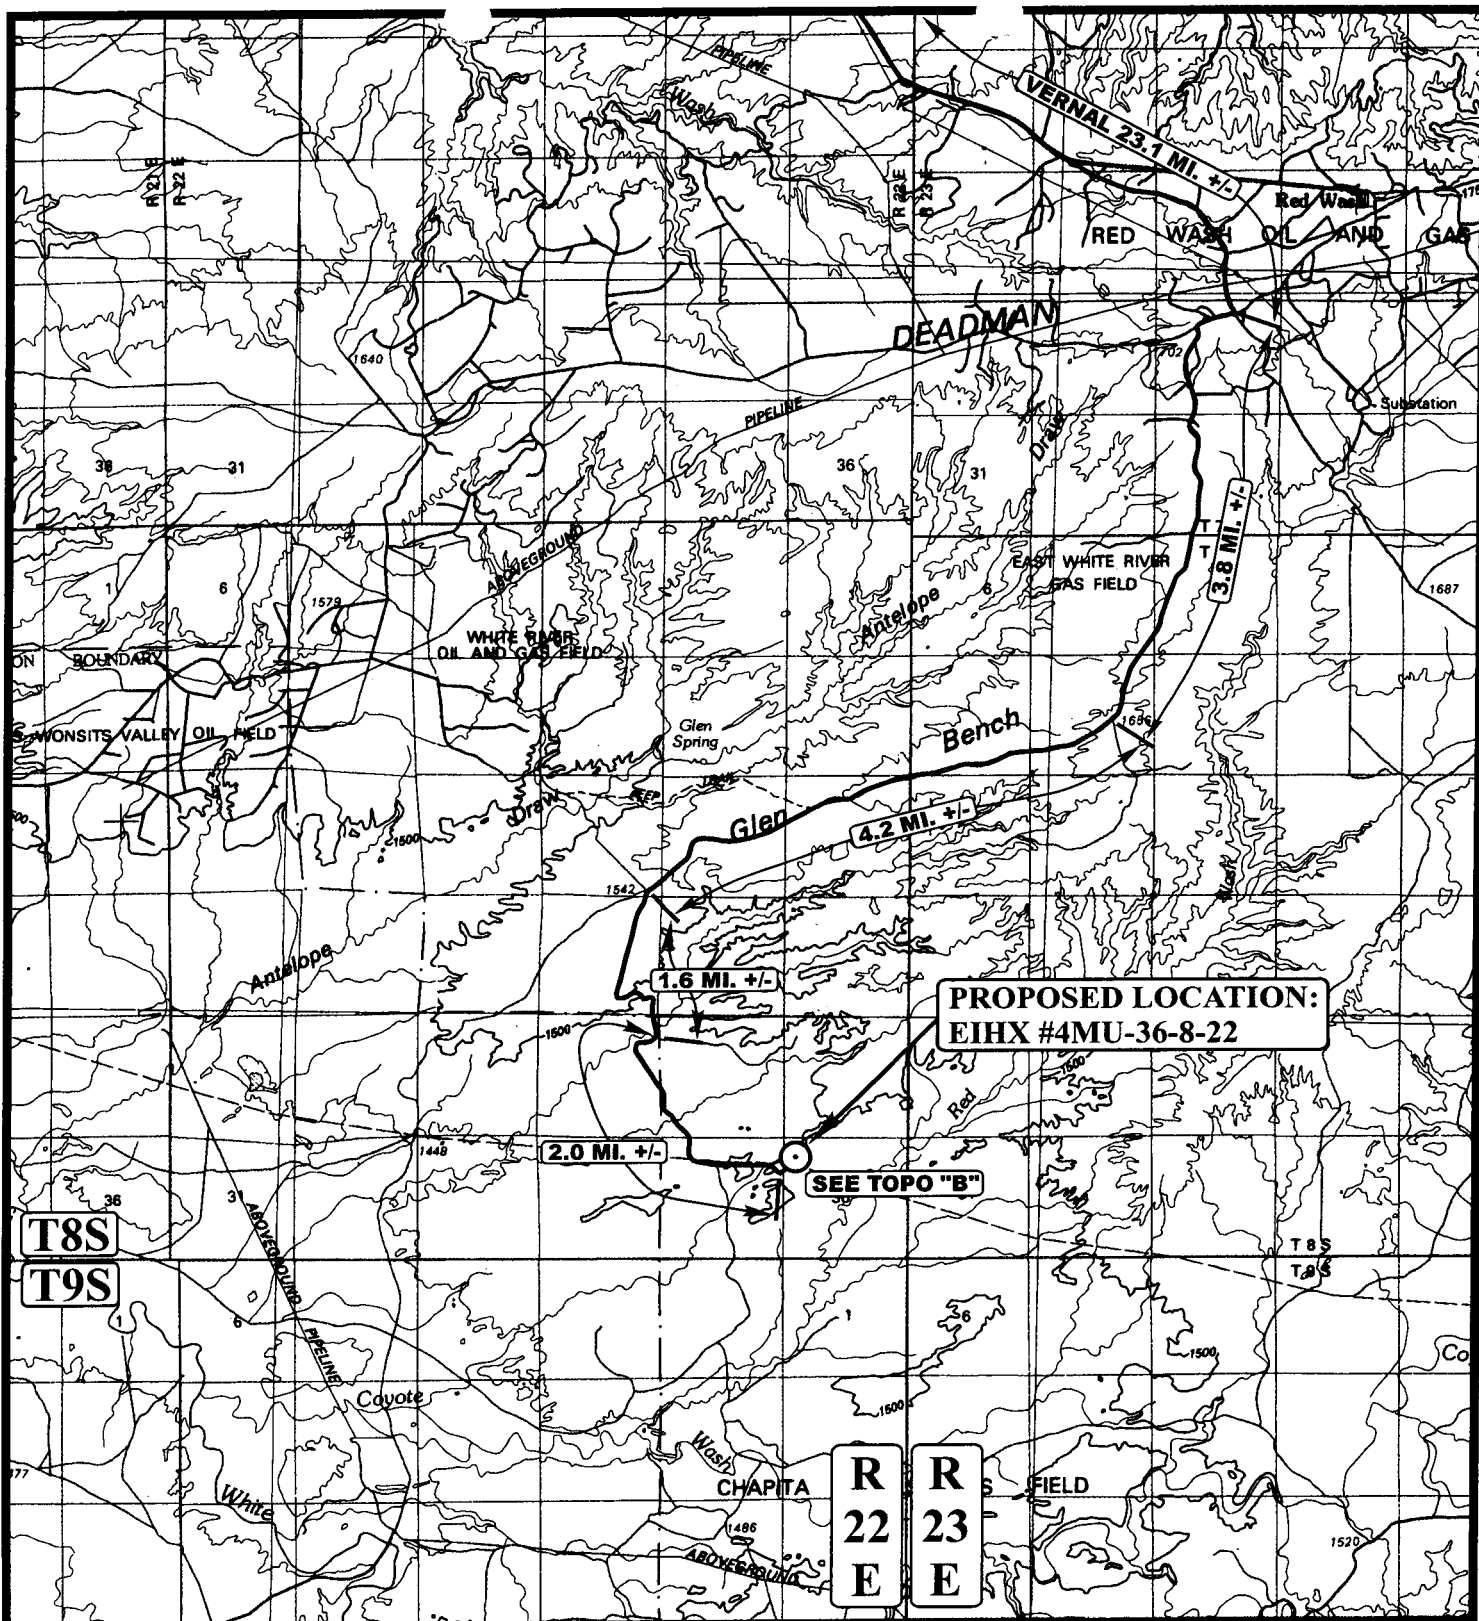 PIPELINE
Wash
VERNAL 23.1 MI. +/-
R 21 E
R 22 E
R 22 E
R 23 E
Red Wash
RED WASH OIL AND GAS
DEADMAN
1640
PIPELINE
Substation
Draw
36
31
36
31
3.8 MI. +/-
ABOVEGROUND
EAST WHITE RIVER
GAS FIELD
1
6
1579
Antelope
6
1687
WHITE RIVER
OIL AND GAS FIELD
ON BOUNDARY
WONSITS VALLEY OIL FIELD
Glen
Spring
Bench
Draw
TRAIL
Glen
4.2 MI. +/-
1500
1542
Wash
Antelope
1.6 MI. +/-
PROPOSED LOCATION:
EIHX #4MU-36-8-22
1500
1500
Red
1448
2.0 MI. +/-
SEE TOPO "B"
36
31
36
T8S
ABOVEGROUND PIPELINE
T 8 S
T 9 S
T9S
1
6
1
6
1500
Co
Coyote
1500
Wash
R
22
E
R
23
E
CHAPITA
S FIELD
White
1486
ABOVEGROUND
1520